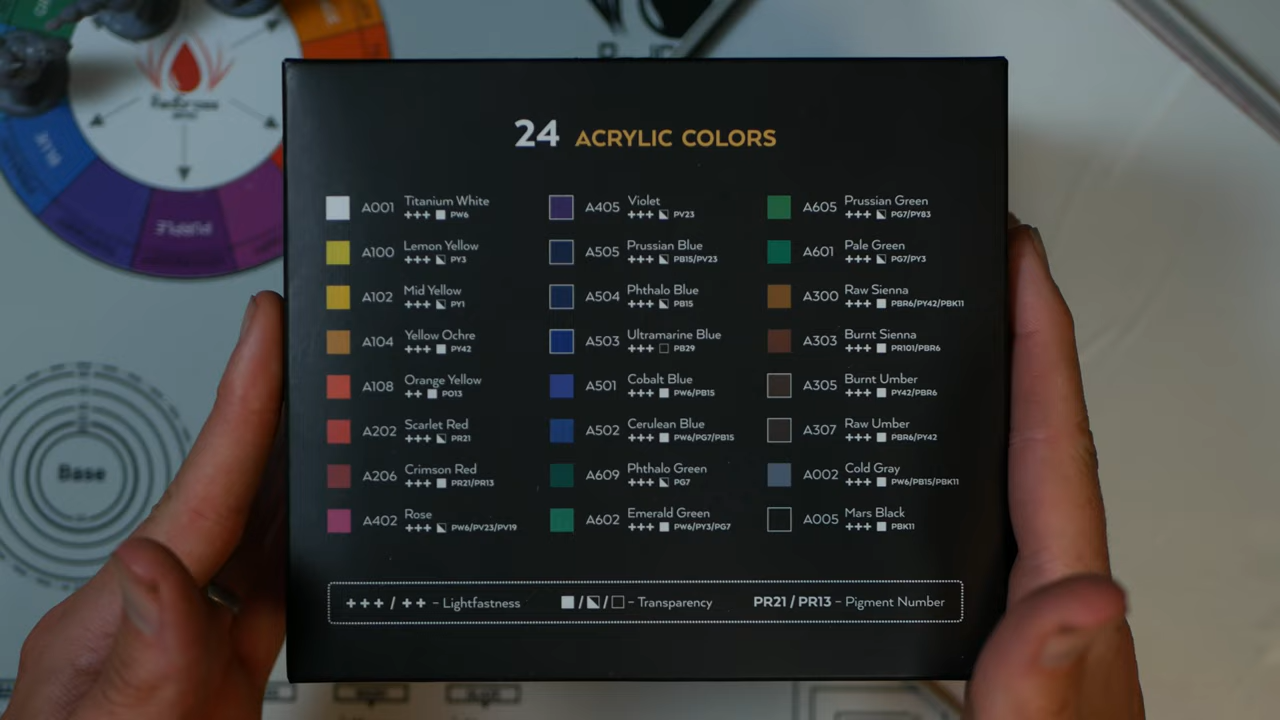 24 ACRYLIC COLORS
A001 Titanium White
+++ PW6
A100 Lemon Yellow
+++ PY3
A102 Mid Yellow
+++ PY1
A104 Yellow Ochre
+++ PY42
A108 Orange Yellow
++ PO13
A202 Scarlet Red
+++ PR21
A206 Crimson Red
+++ PR21/PR13
A402 Rose
+++ PW6/PV23/PV19
A405 Violet
+++ PV23
A505 Prussian Blue
+++ PB15/PV23
A504 Phthalo Blue
+++ PB15
A503 Ultramarine Blue
+++ PB29
A501 Cobalt Blue
+++ PW6/PB15
A502 Cerulean Blue
+++ PW6/PG7/PB15
A609 Phthalo Green
+++ PG7
A602 Emerald Green
+++ PW6/PY3/PG7
A605 Prussian Green
+++ PG7/PY83
A601 Pale Green
+++ PG7/PY3
A300 Raw Sienna
+++ PBR6/PY42/PBK11
A303 Burnt Sienna
+++ PR101/PBR6
A305 Burnt Umber
+++ PY42/PBR6
A307 Raw Umber
+++ PBR6/PY42
A002 Cold Gray
+++ PW6/PB15/PBK11
A005 Mars Black
+++ PBK11
+++ / ++ – Lightfastness
/ / – Transparency
PR21 / PR13 – Pigment Number
BLUE
PURPLE
Base